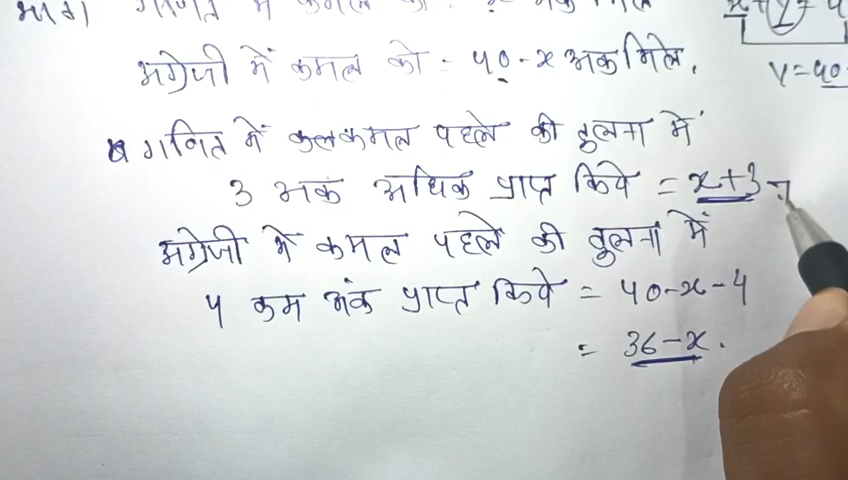 अंग्रेजी में कमल को = 40-x अंक मिले.
गणित में कमल पहले की तुलना में
3 अंक अधिक प्राप्त किये = x+3
अंग्रेजी में कमल पहले की तुलना में
4 कम अंक प्राप्त किये = 40-x-4
= 36-x.